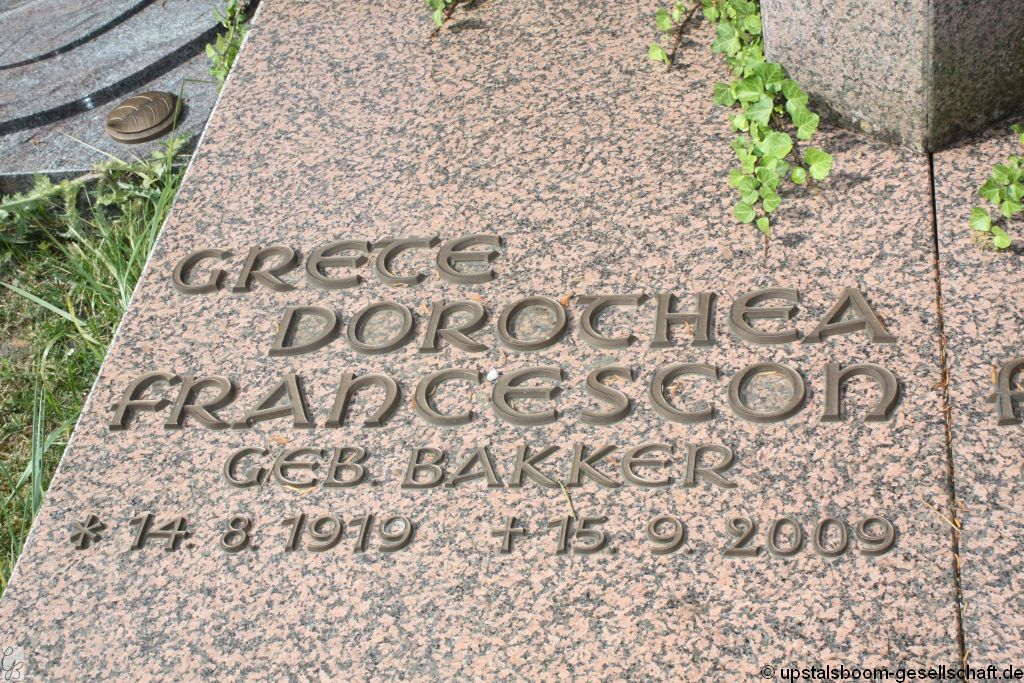 GRETE
DOROTHEA
FRANCESCON
GEB. BAKKER
* 14. 8. 1919 † 15. 9. 2009
© upstalsboom-gesellschaft.de